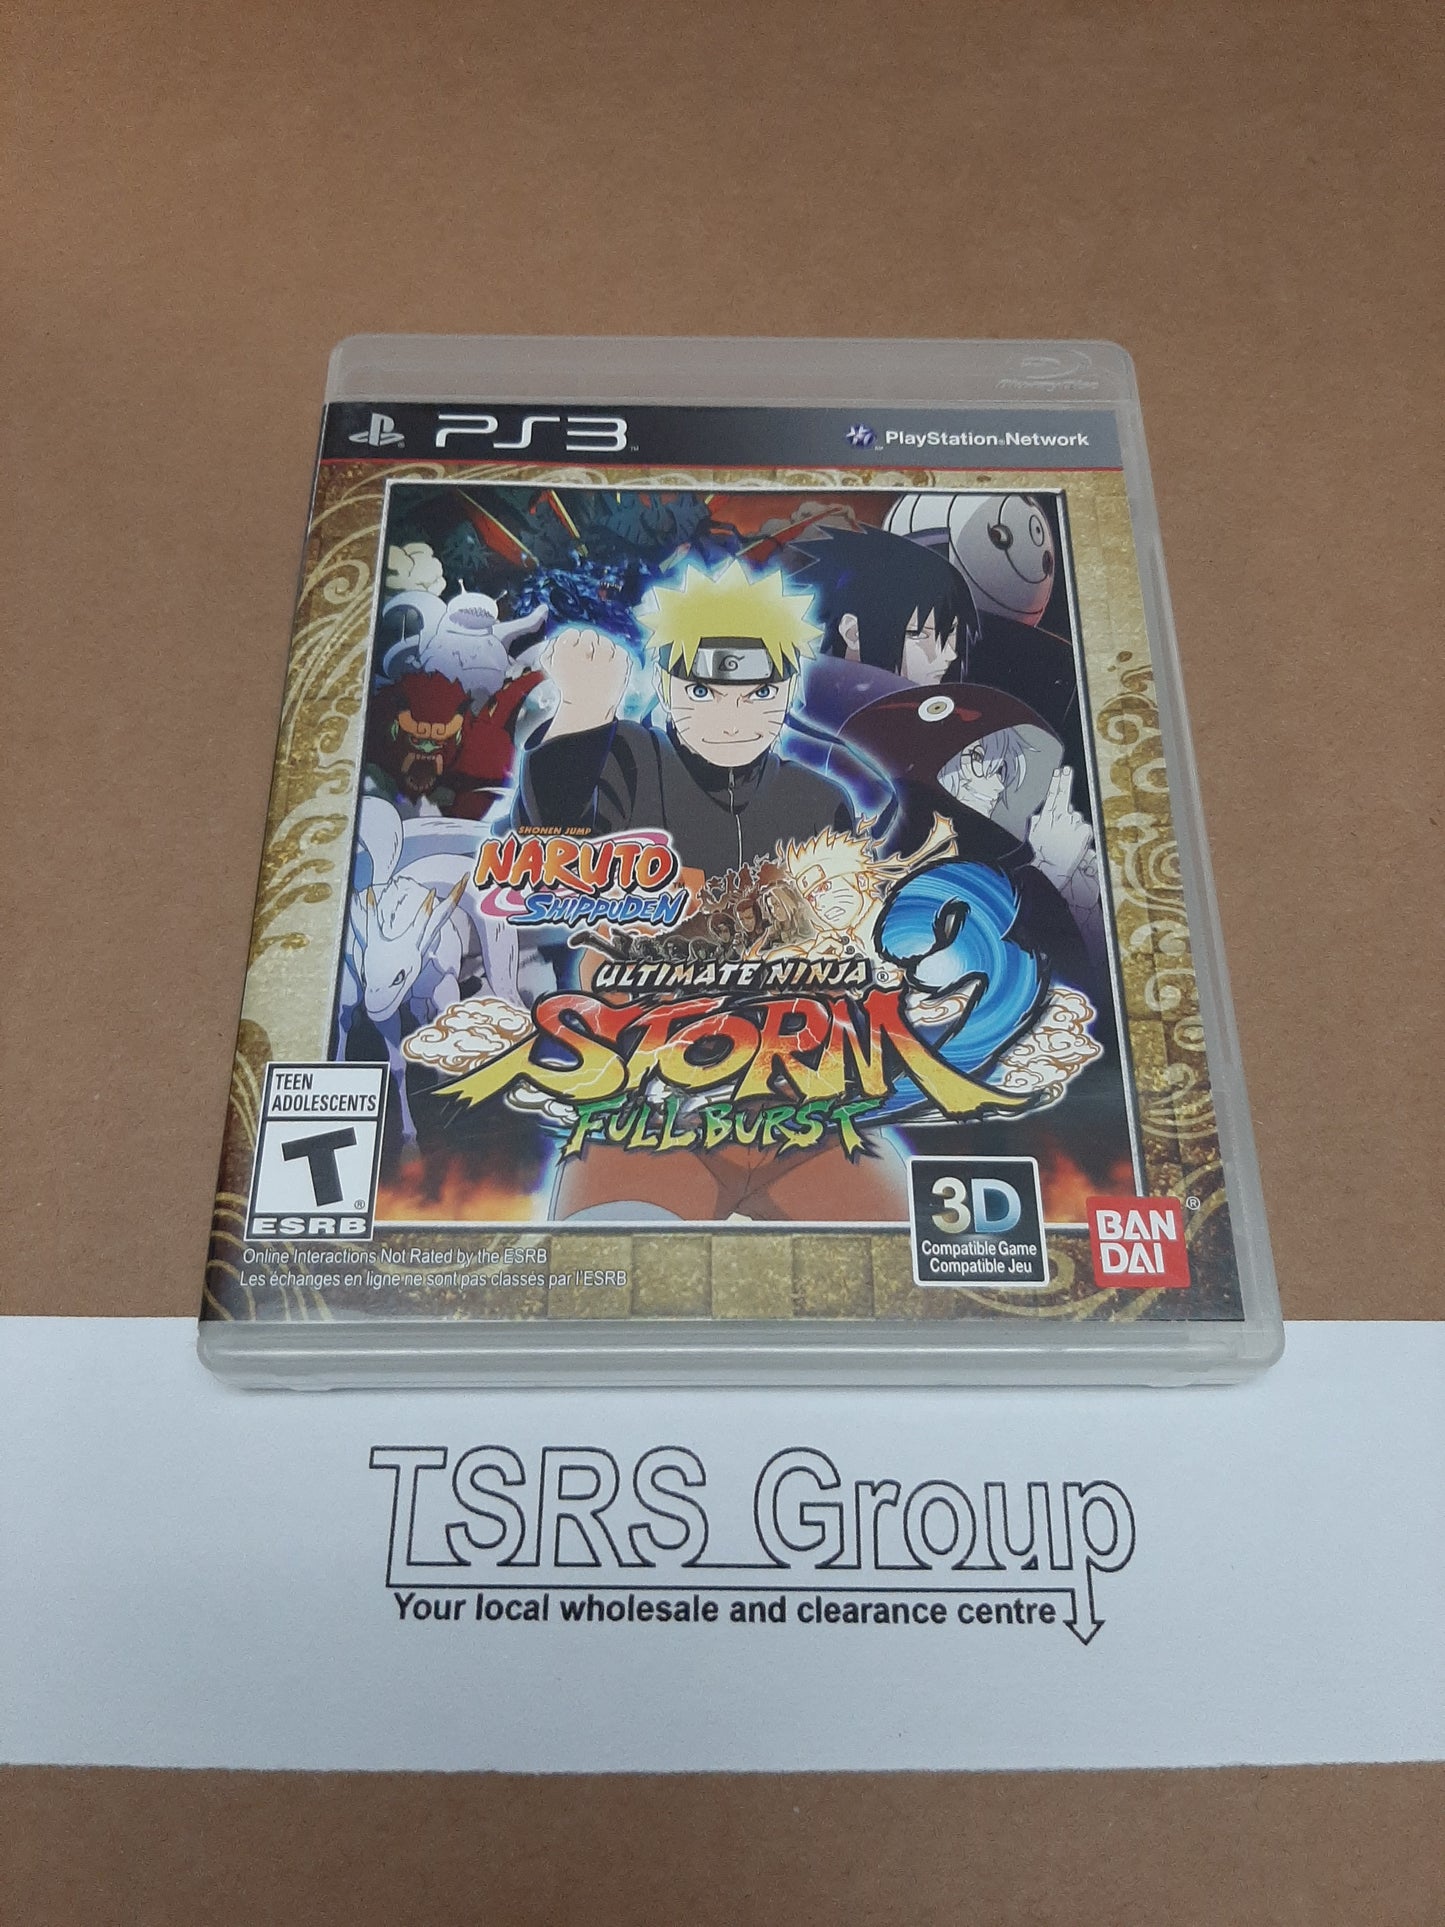 PS3
PlayStation®Network
SHONEN JUMP
NARUTO™
SHIPPUDEN
ULTIMATE NINJA®
STORM 3
FULL BURST
TEEN
ADOLESCENTS
T
ESRB
3D
Compatible Game
Compatible Jeu
BAN
DAI
Online Interactions Not Rated by the ESRB
Les échanges en ligne ne sont pas classés par l'ESRB
TSRS Group
Your local wholesale and clearance centre